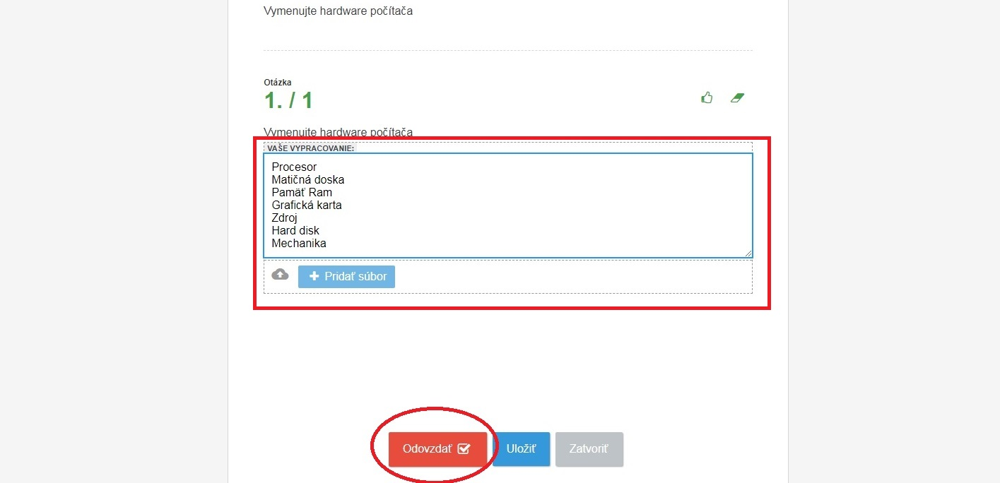 Vymenujte hardware počítača
Otázka
1. / 1
Vymenujte hardware počítača
VAŠE VYPRACOVANIE:
Procesor
Matičná doska
Pamäť Ram
Grafická karta
Zdroj
Hard disk
Mechanika
Pridať súbor
Odovzdať
Uložiť
Zatvoriť